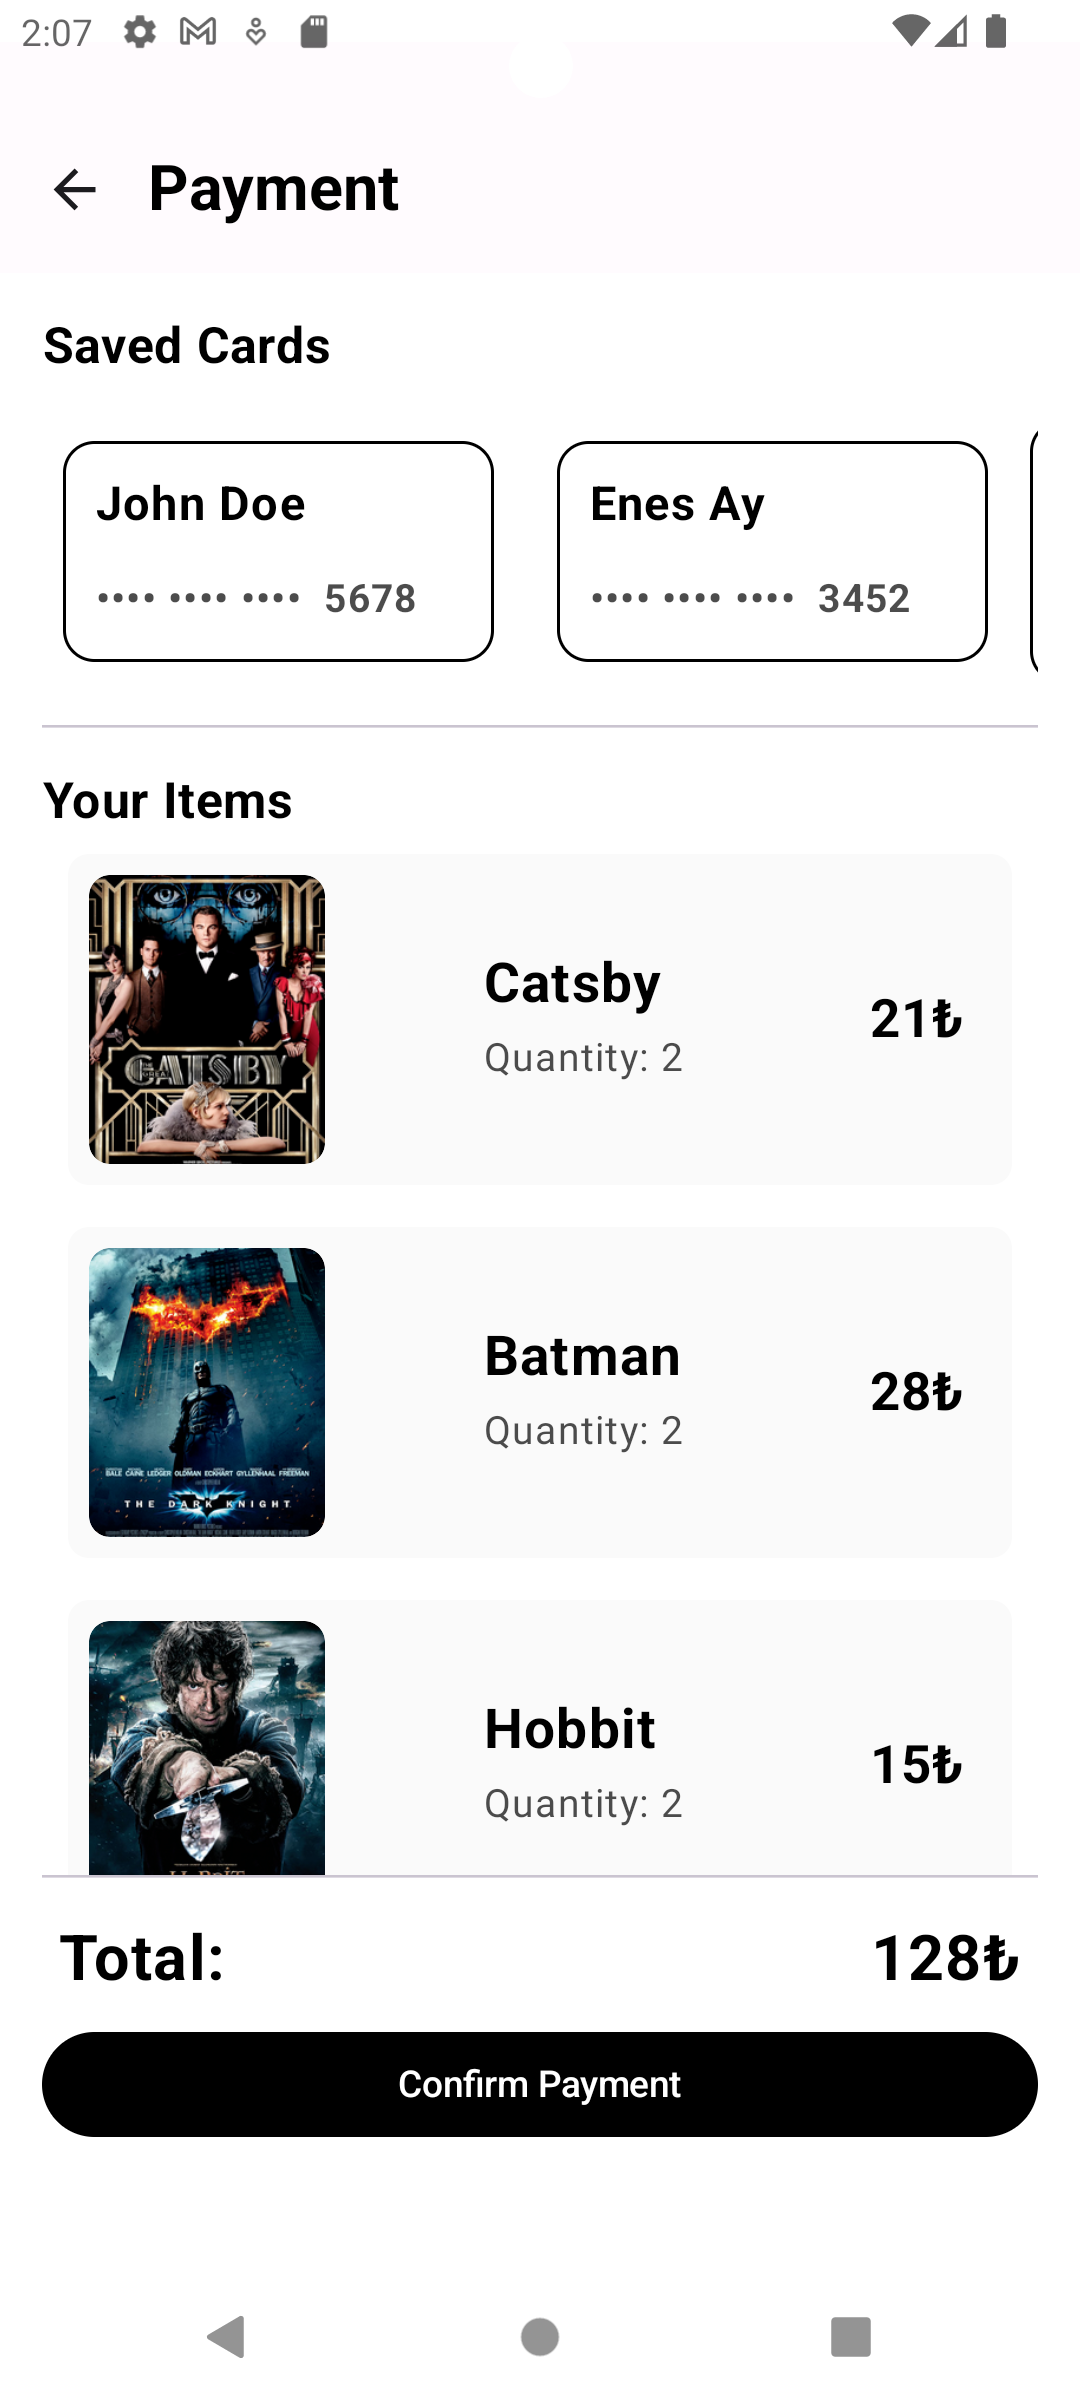 2:07
Payment
Saved Cards
John Doe
•••• •••• •••• 5678
Enes Ay
•••• •••• •••• 3452
Your Items
GATSBY
Catsby
Quantity: 2
21₺
BALE CAINE LEDGER OLDMAN ECKHART GYLLENHAAL FREEMAN
THE DARK KNIGHT
Batman
Quantity: 2
28₺
Hobbit
Quantity: 2
15₺
Total:
128₺
Confirm Payment